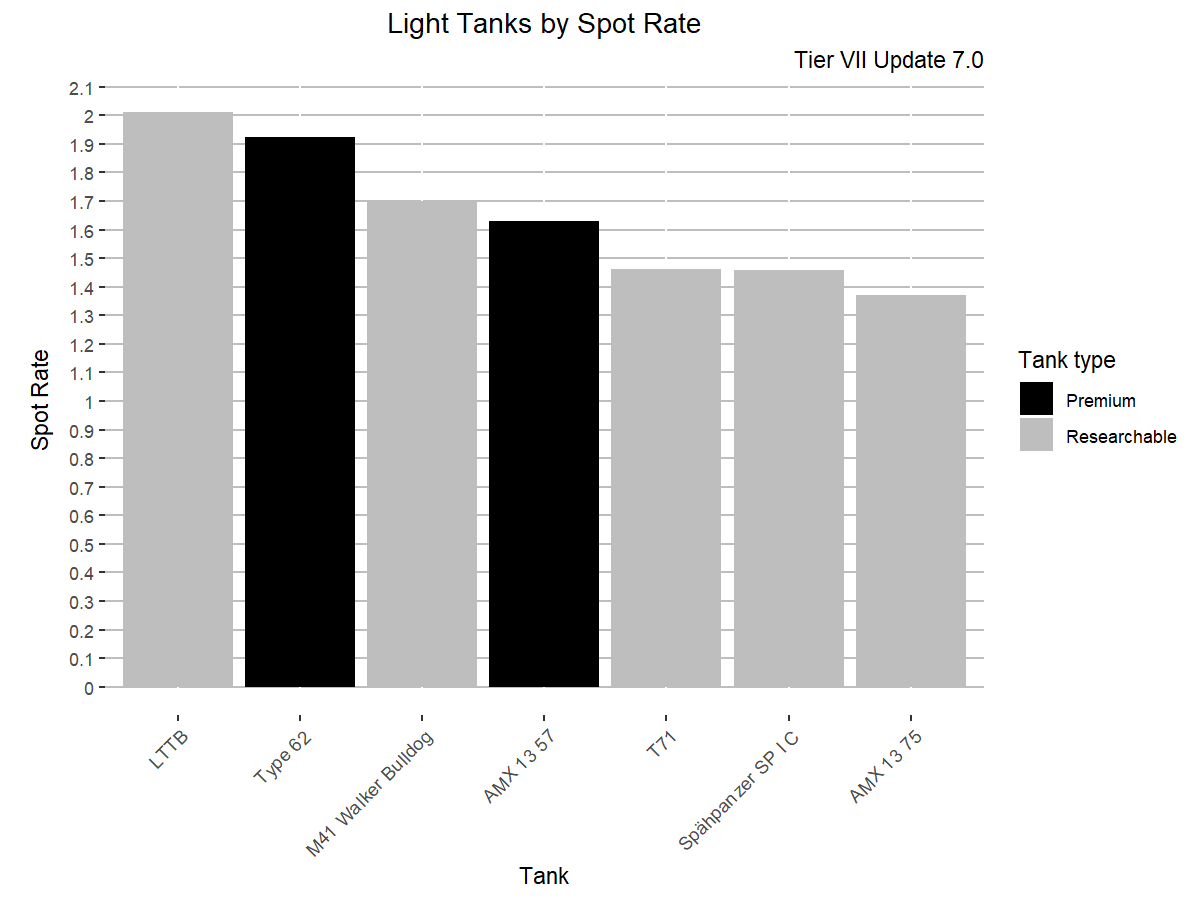 Light Tanks by Spot Rate
Tier VII Update 7.0
2.1
2
1.9
1.8
1.7
1.6
1.5
1.4
1.3
1.2
1.1
1
0.9
0.8
0.7
0.6
0.5
0.4
0.3
0.2
0.1
0
Spot Rate
LTTB
Type 62
M41 Walker Bulldog
AMX 13 57
T71
Spähpanzer SP I C
AMX 13 75
Tank
Tank type
Premium
Researchable